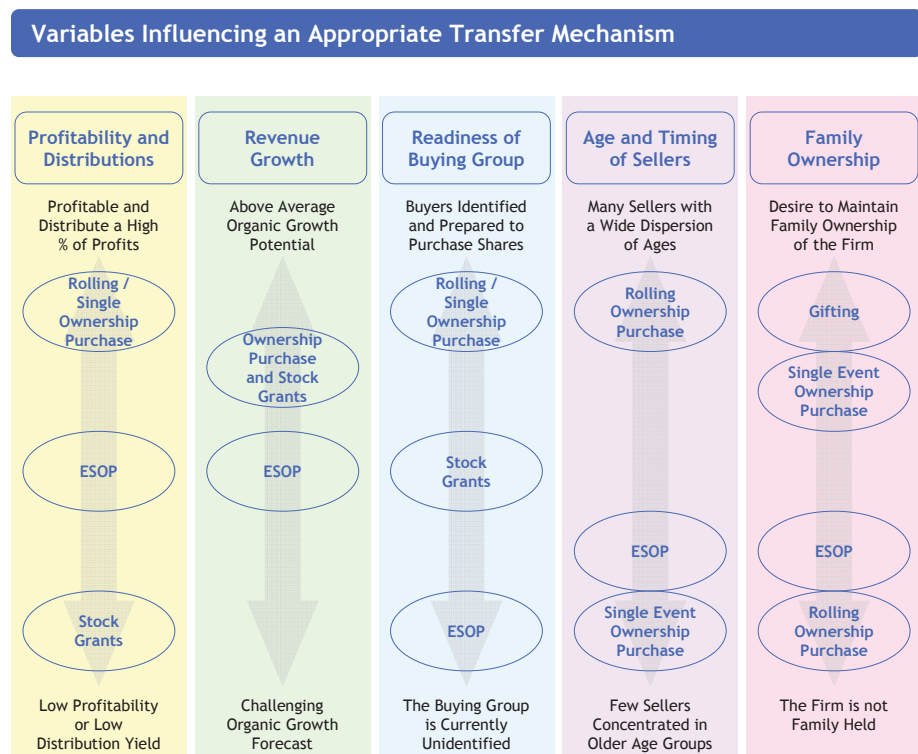 Variables Influencing an Appropriate Transfer Mechanism
Profitability and
Distributions
Profitable and
Distribute a High
% of Profits
Rolling /
Single
Ownership
Purchase
ESOP
Stock
Grants
Low Profitability
or Low
Distribution Yield
Revenue
Growth
Above Average
Organic Growth
Potential
Ownership
Purchase
and Stock
Grants
ESOP
Challenging
Organic Growth
Forecast
Readiness of
Buying Group
Buyers Identified
and Prepared to
Purchase Shares
Rolling /
Single
Ownership
Purchase
Stock
Grants
ESOP
The Buying Group
is Currently
Unidentified
Age and Timing
of Sellers
Many Sellers with
a Wide Dispersion
of Ages
Rolling
Ownership
Purchase
ESOP
Single Event
Ownership
Purchase
Few Sellers
Concentrated in
Older Age Groups
Family
Ownership
Desire to Maintain
Family Ownership
of the Firm
Gifting
Single Event
Ownership
Purchase
ESOP
Rolling
Ownership
Purchase
The Firm is not
Family Held